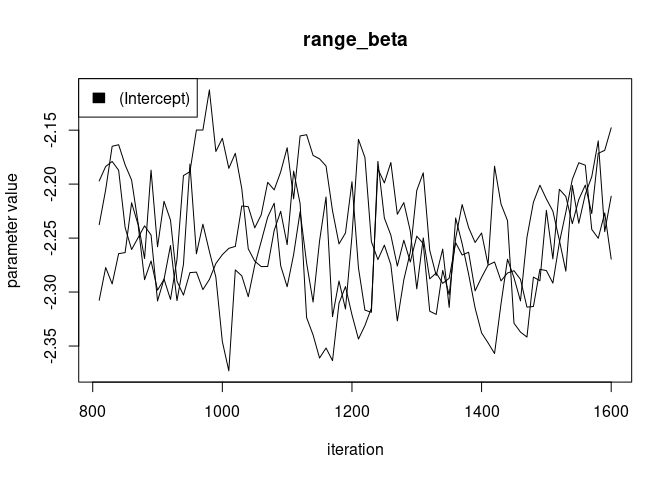 range_beta
(Intercept)
parameter value
-2.15
-2.20
-2.25
-2.30
-2.35
800 1000 1200 1400 1600
iteration